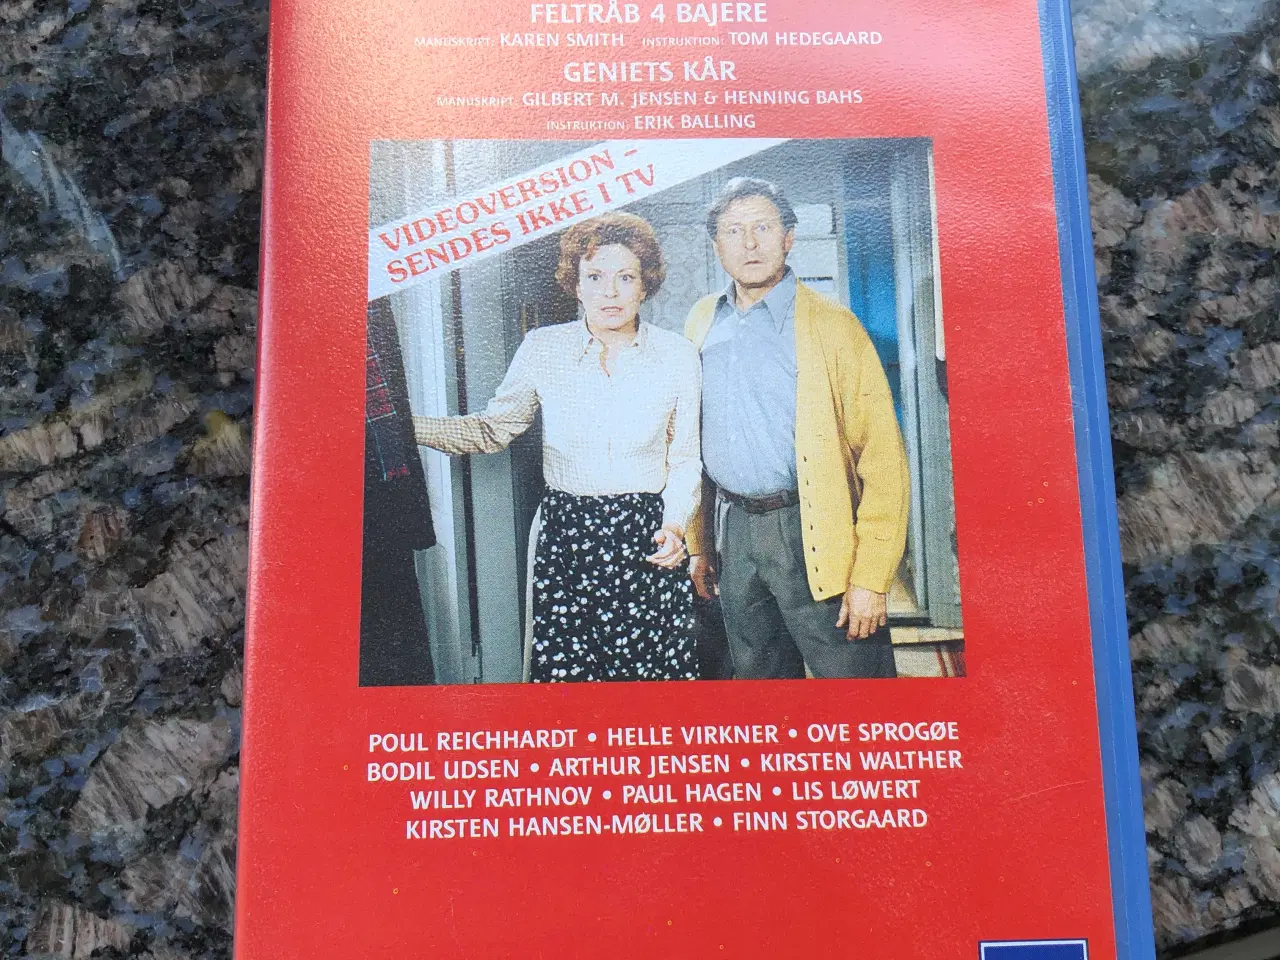 FELTRÅB 4 BAJERE
MANUSKRIPT: KAREN SMITH INSTRUKTION: TOM HEDEGAARD
GENIETS KÅR
MANUSKRIPT: GILBERT M. JENSEN & HENNING BAHS
INSTRUKTION: ERIK BALLING
VIDEOVERSION -
SENDES IKKE I TV
POUL REICHHARDT • HELLE VIRKNER • OVE SPROGØE
BODIL UDSEN • ARTHUR JENSEN • KIRSTEN WALTHER
WILLY RATHNOV • PAUL HAGEN • LIS LØWERT
KIRSTEN HANSEN-MØLLER • FINN STORGAARD